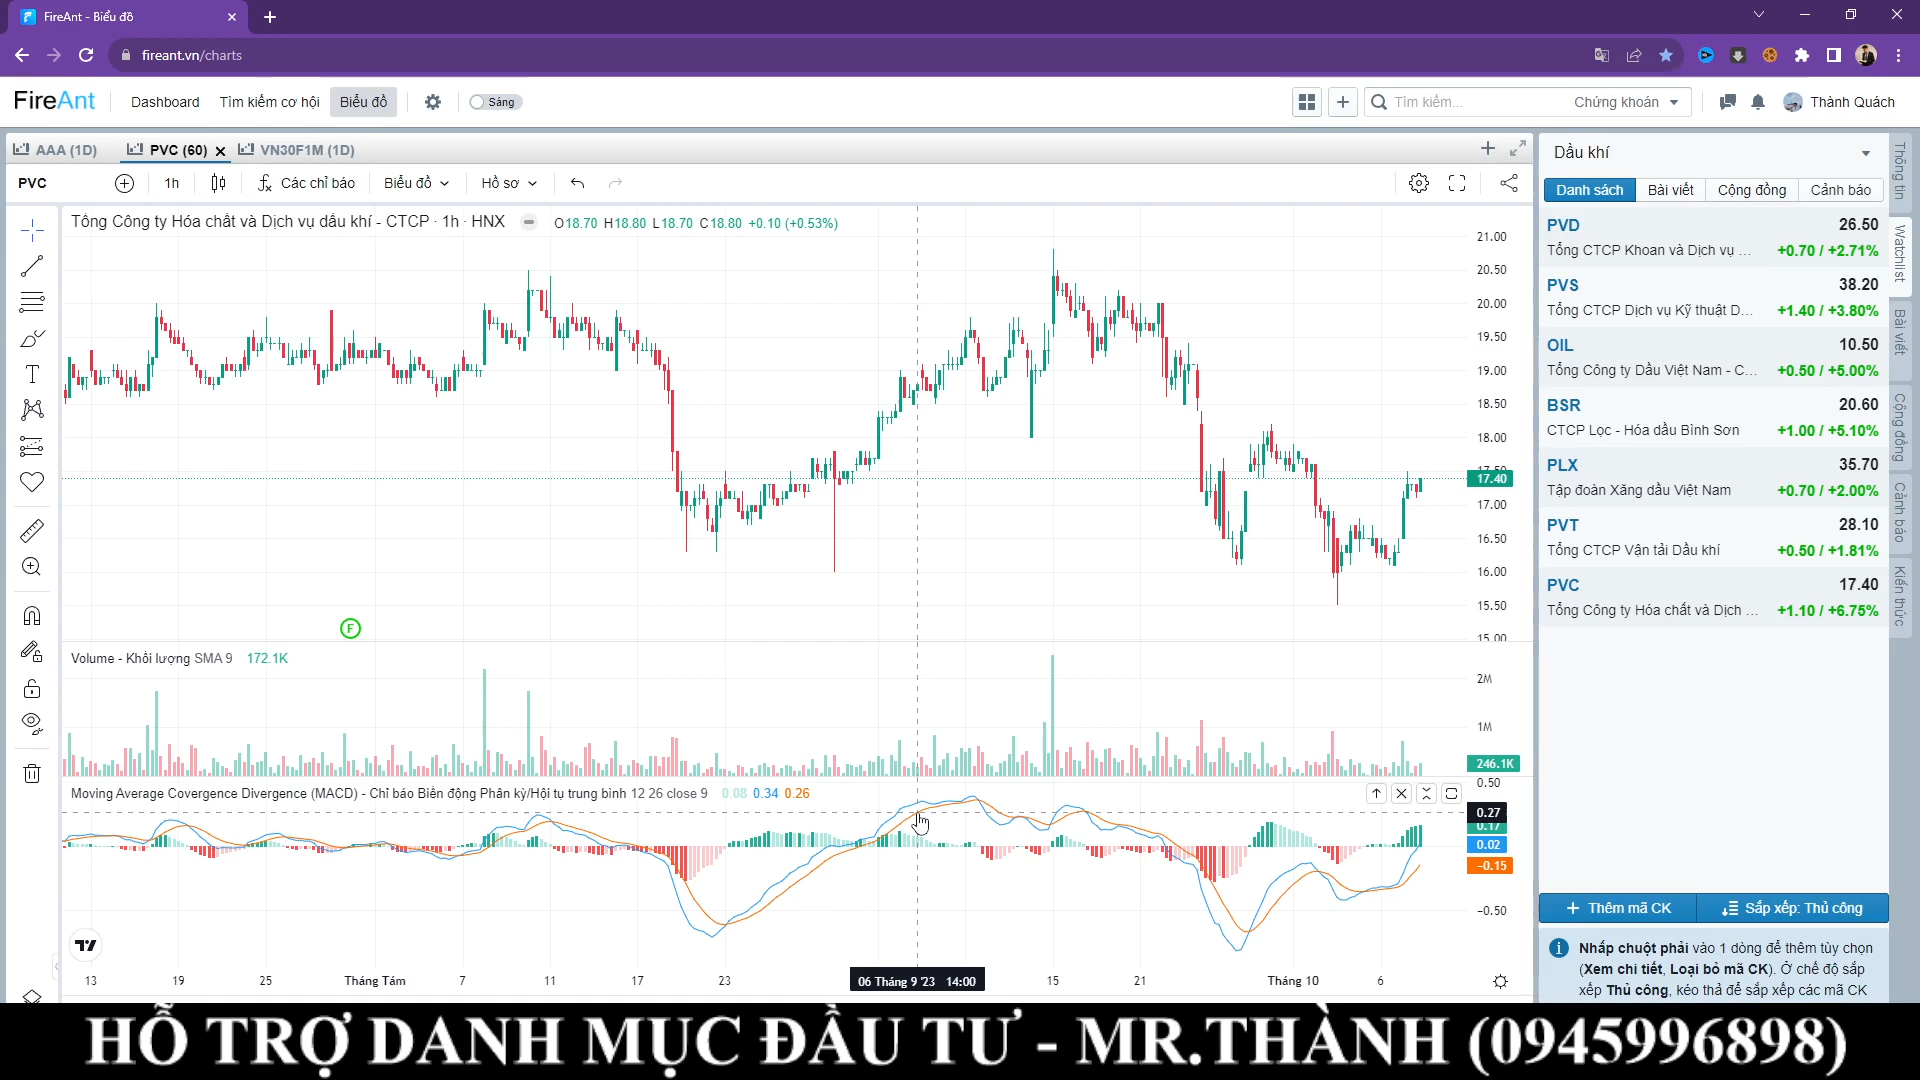 FireAnt - Biểu đồ
fireant.vn/charts
FireAnt
Dashboard
Tìm kiếm cơ hội
Biểu đồ
Sáng
Tìm kiếm...
Chứng khoán
Thành Quách
AAA (1D)
PVC (60)
VN30F1M (1D)
PVC
1h
Các chỉ báo
Biểu đồ
Hồ sơ
Tổng Công ty Hóa chất và Dịch vụ dầu khí - CTCP · 1h · HNX
O18.70 H18.80 L18.70 C18.80 +0.10 (+0.53%)
21.00
20.50
20.00
19.50
19.00
18.50
18.00
17.50
17.40
17.00
16.50
16.00
15.50
15.00
F
Volume - Khối lượng SMA 9 172.1K
2M
1M
246.1K
0.50
Moving Average Covergence Divergence (MACD) - Chỉ báo Biến động Phân kỳ/Hội tụ trung bình 12 26 close 9 0.08 0.34 0.26
0.27
0.17
0.02
−0.15
−0.50
13
19
25
Tháng Tám
7
11
17
23
06 Tháng 9 '23 14:00
15
21
Tháng 10
6
Dầu khí
Danh sách
Bài viết
Cộng đồng
Cảnh báo
PVD 26.50
Tổng CTCP Khoan và Dịch vụ ... +0.70 / +2.71%
PVS 38.20
Tổng CTCP Dịch vụ Kỹ thuật D... +1.40 / +3.80%
OIL 10.50
Tổng Công ty Dầu Việt Nam - C... +0.50 / +5.00%
BSR 20.60
CTCP Lọc - Hóa dầu Bình Sơn +1.00 / +5.10%
PLX 35.70
Tập đoàn Xăng dầu Việt Nam +0.70 / +2.00%
PVT 28.10
Tổng CTCP Vận tải Dầu khí +0.50 / +1.81%
PVC 17.40
Tổng Công ty Hóa chất và Dịch ... +1.10 / +6.75%
Thêm mã CK
Sắp xếp: Thủ công
Nhấp chuột phải vào 1 dòng để thêm tùy chọn
(Xem chi tiết, Loại bỏ mã CK). Ở chế độ sắp
xếp Thủ công, kéo thả để sắp xếp các mã CK
Thông tin
Watchlist
Bài viết
Cộng đồng
Cảnh báo
Kiến thức
HỖ TRỢ DANH MỤC ĐẦU TƯ - MR.THÀNH (0945996898)